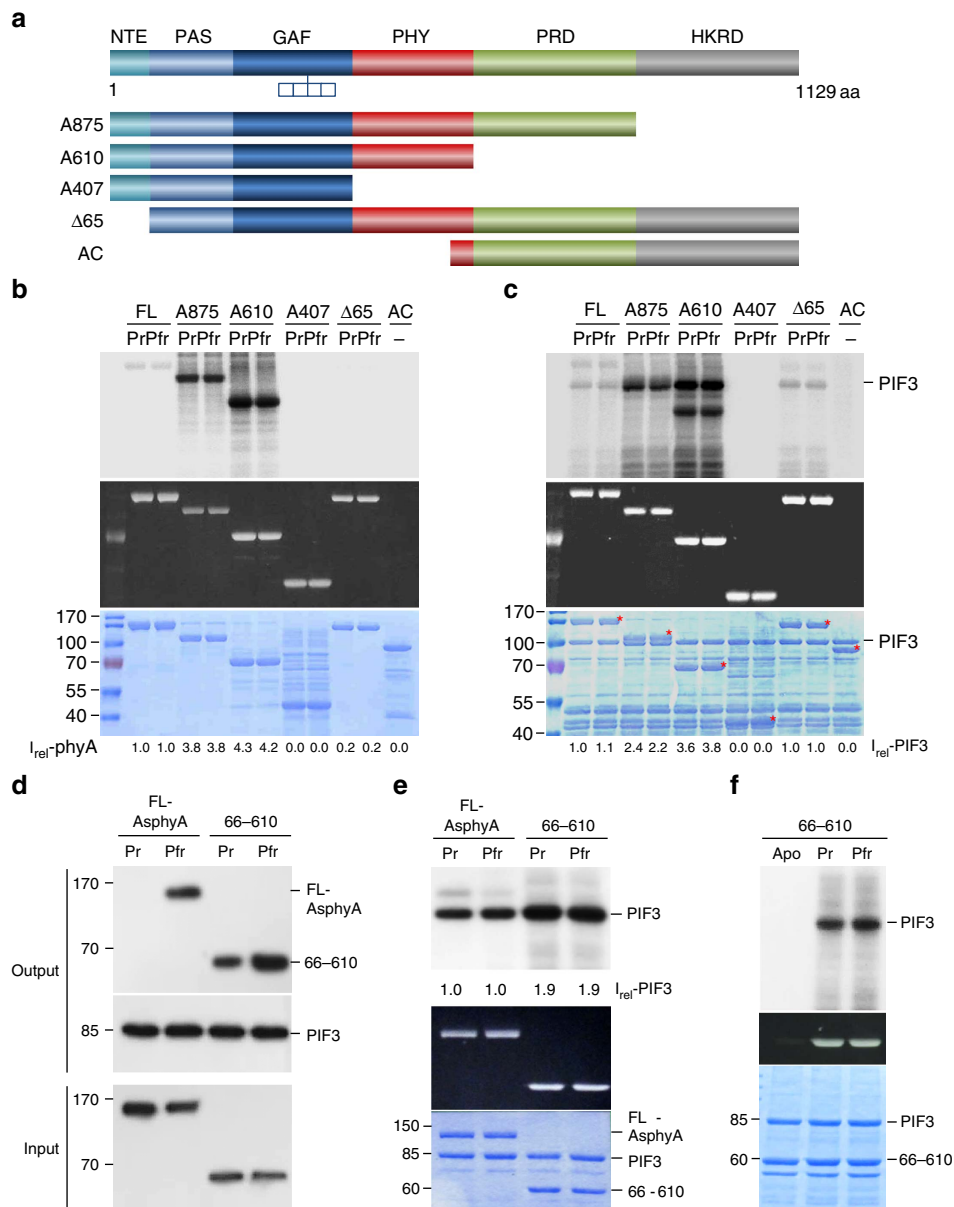 a
NTE PAS GAF PHY PRD HKRD
1 1129 aa
A875
A610
A407
Δ65
AC
b
FL A875 A610 A407 Δ65 AC
PrPfr PrPfr PrPfr PrPfr PrPfr –
170
100
70
55
40
Irel-phyA 1.0 1.0 3.8 3.8 4.3 4.2 0.0 0.0 0.2 0.2 0.0
c
FL A875 A610 A407 Δ65 AC
PrPfr PrPfr PrPfr PrPfr PrPfr –
PIF3
170
100 PIF3
70
55
40
1.0 1.1 2.4 2.2 3.6 3.8 0.0 0.0 1.0 1.0 0.0 Irel-PIF3
d
FL-
AsphyA 66–610
Pr Pfr Pr Pfr
170 FL-
AsphyA
70
66–610
Output
85 PIF3
170
Input
70
e
FL-
AsphyA 66–610
Pr Pfr Pr Pfr
PIF3
1.0 1.0 1.9 1.9 Irel-PIF3
150 FL -
AsphyA
85 PIF3
60 66 - 610
f
66–610
Apo Pr Pfr
PIF3
85 PIF3
60 66–610